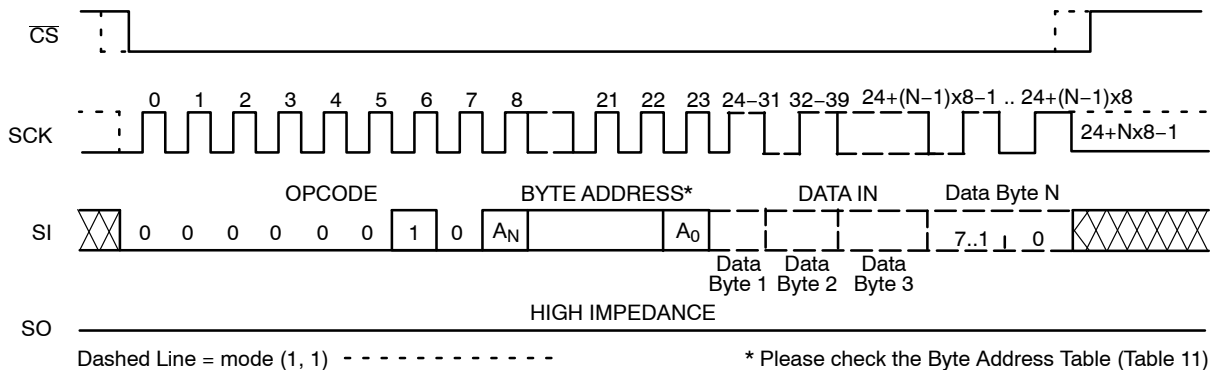 CS
0 1 2 3 4 5 6 7 8 21 22 23 24–31 32–39 24+(N–1)x8–1 .. 24+(N–1)x8
SCK
24+Nx8–1
OPCODE BYTE ADDRESS* DATA IN Data Byte N
SI 0 0 0 0 0 0 1 0 AN A0 7..1 0
Data Byte 1 Data Byte 2 Data Byte 3
HIGH IMPEDANCE
SO
Dashed Line = mode (1, 1) * Please check the Byte Address Table (Table 11)